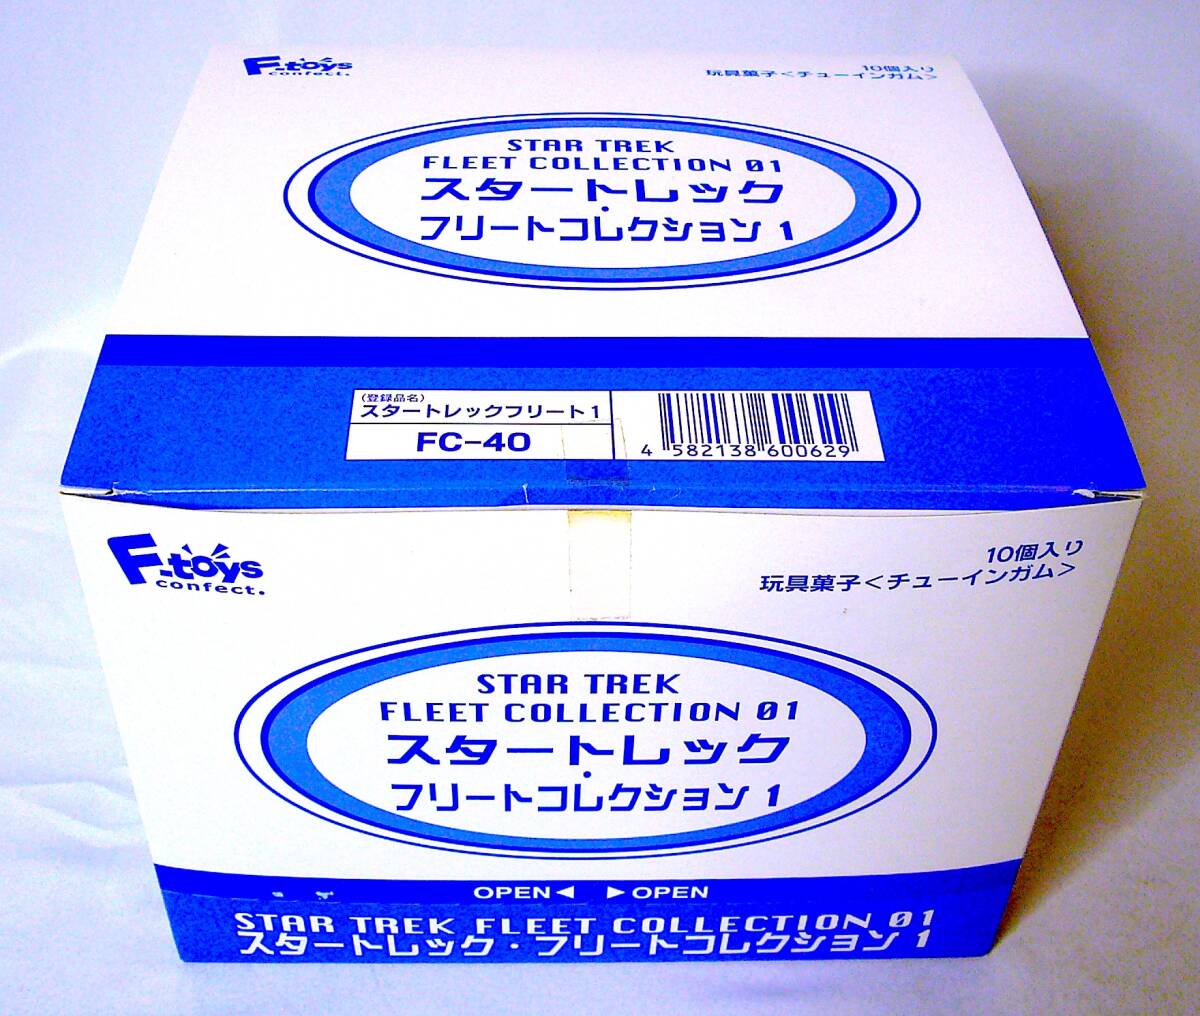 F-toys
confect.
10個入り
玩具菓子<チューインガム>
STAR TREK
FLEET COLLECTION 01
スタートレック
・
フリートコレクション 1
(登録品名)
スタートレックフリート1
FC-40
4 582138 600629
F-toys
confect.
10個入り
玩具菓子<チューインガム>
STAR TREK
FLEET COLLECTION 01
スタートレック
・
フリートコレクション 1
OPEN◀ ▶OPEN
STAR TREK FLEET COLLECTION 01
スタートレック・フリートコレクション 1